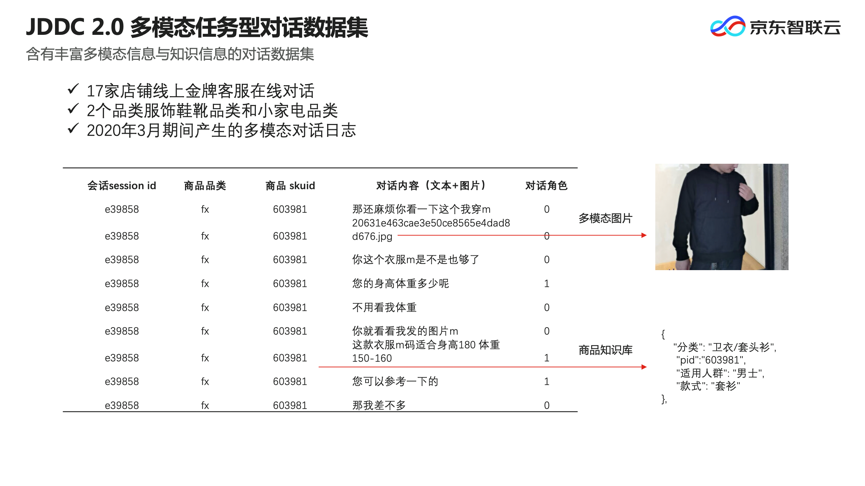 JDDC 2.0 多模态任务型对话数据集
京东智联云
含有丰富多模态信息与知识信息的对话数据集
✓ 17家店铺线上金牌客服在线对话
✓ 2个品类服饰鞋靴品类和小家电品类
✓ 2020年3月期间产生的多模态对话日志
会话session id 商品品类 商品 skuid 对话内容（文本+图片） 对话角色
e39858 fx 603981 那还麻烦你看一下这个我穿m 0
20631e463cae3e50ce8565e4dad8
e39858 fx 603981 d676.jpg 0
e39858 fx 603981 你这个衣服m是不是也够了 0
e39858 fx 603981 您的身高体重多少呢 1
e39858 fx 603981 不用看我体重 0
e39858 fx 603981 你就看看我发的图片m 0
这款衣服m码适合身高180 体重
e39858 fx 603981 150-160 1
e39858 fx 603981 您可以参考一下的 1
e39858 fx 603981 那我差不多 0
多模态图片
商品知识库
{
"分类": "卫衣/套头衫",
"pid":"603981",
"适用人群": "男士",
"款式": "套衫"
},